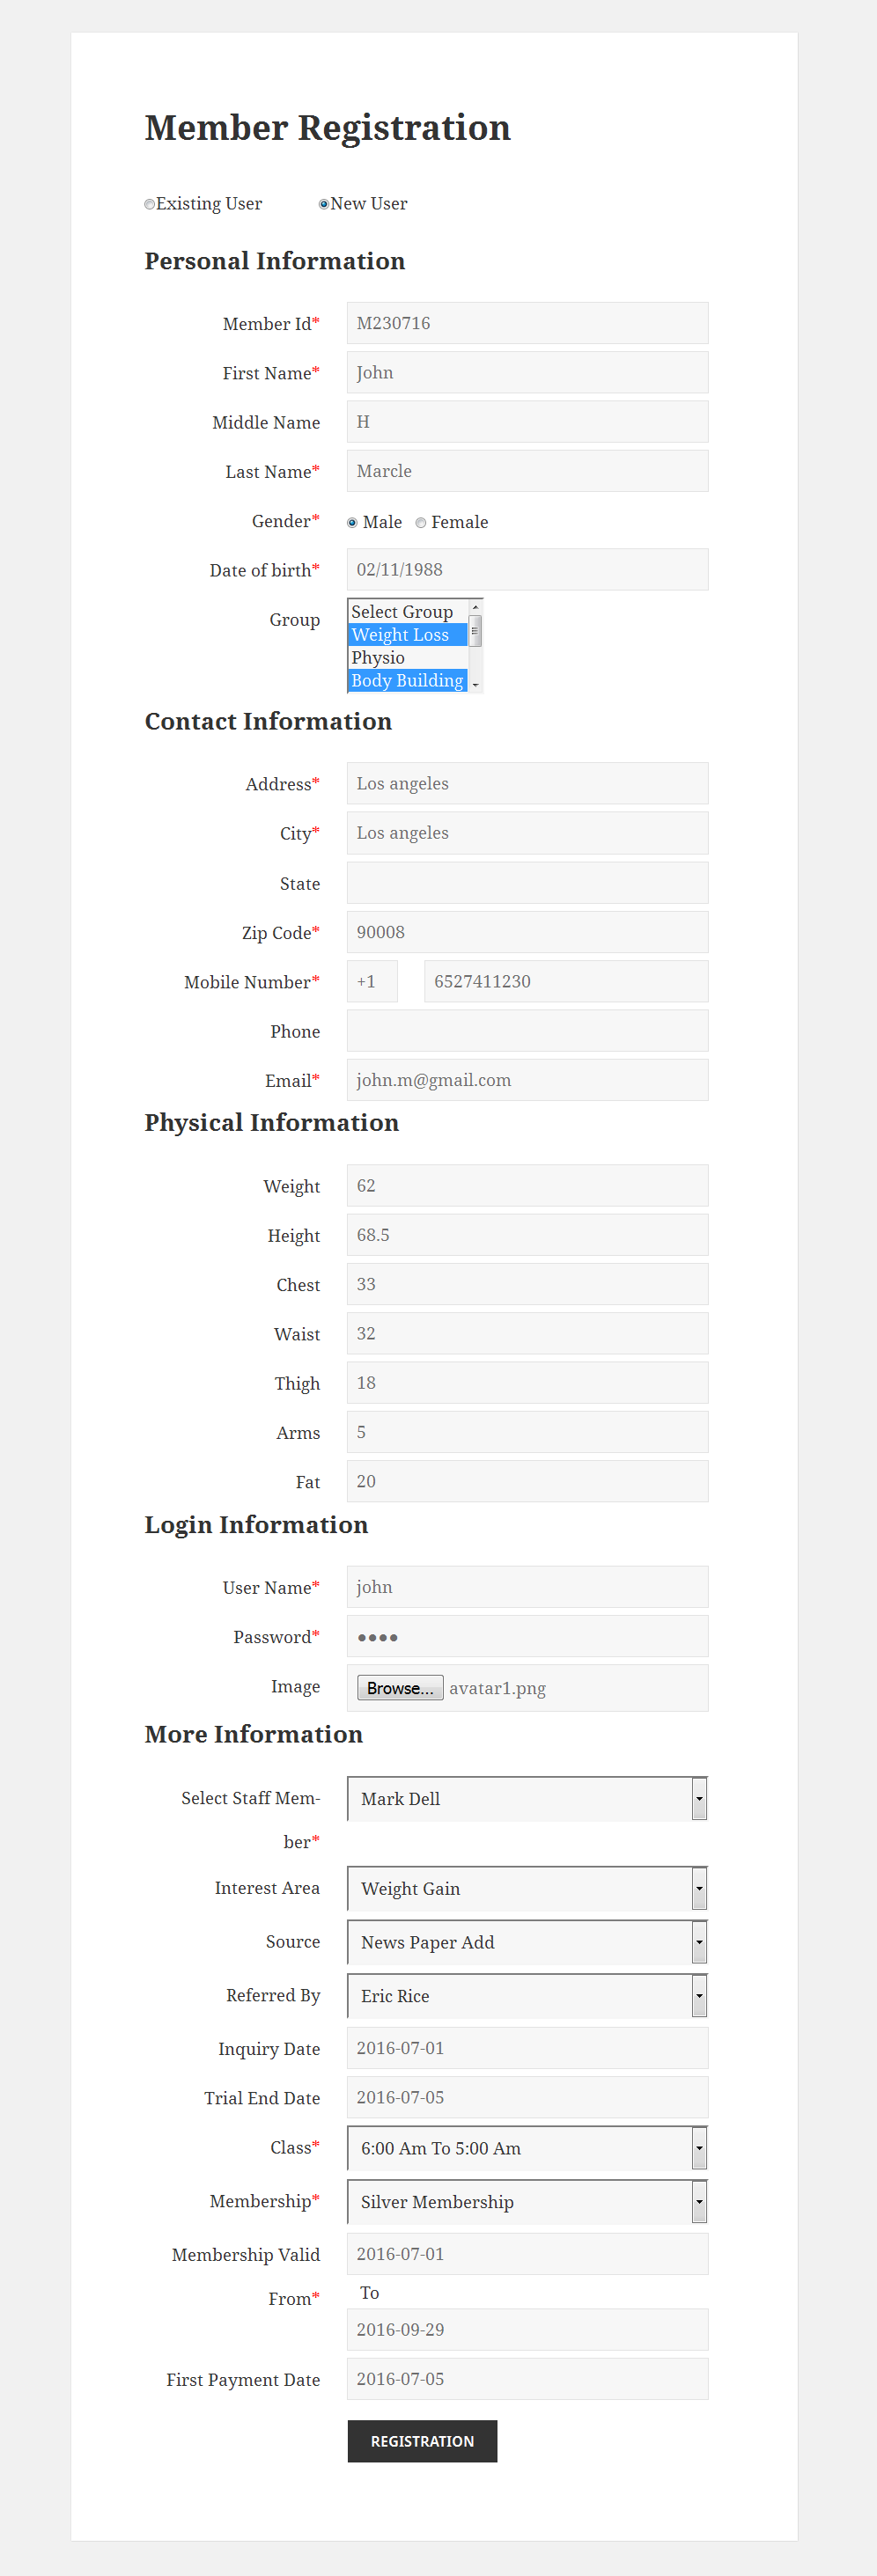 Member Registration
Existing User New User
Personal Information
Member Id* M230716
First Name* John
Middle Name H
Last Name* Marcle
Gender* Male Female
Date of birth* 02/11/1988
Group Select Group
Weight Loss
Physio
Body Building
Contact Information
Address* Los angeles
City* Los angeles
State
Zip Code* 90008
Mobile Number* +1 6527411230
Phone
Email* john.m@gmail.com
Physical Information
Weight 62
Height 68.5
Chest 33
Waist 32
Thigh 18
Arms 5
Fat 20
Login Information
User Name* john
Password* ●●●●
Image Browse... avatar1.png
More Information
Select Staff Mem- Mark Dell
ber*
Interest Area Weight Gain
Source News Paper Add
Referred By Eric Rice
Inquiry Date 2016-07-01
Trial End Date 2016-07-05
Class* 6:00 Am To 5:00 Am
Membership* Silver Membership
Membership Valid 2016-07-01
From* To
2016-09-29
First Payment Date 2016-07-05
REGISTRATION